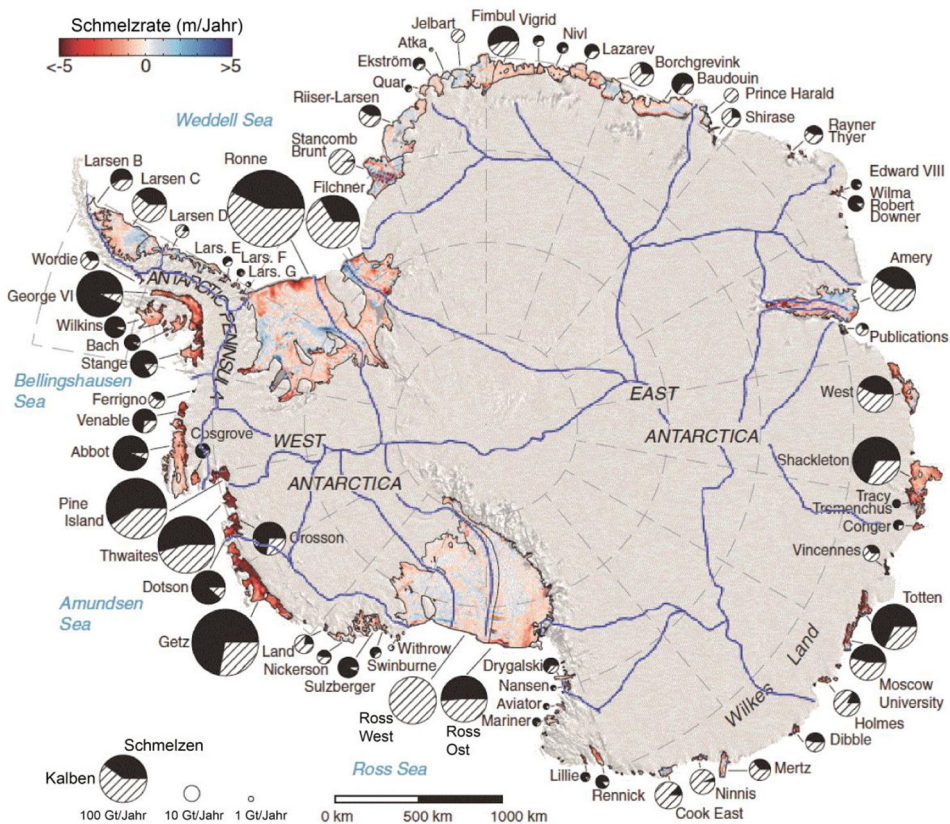 Schmelzrate (m/Jahr)
<-5
0
>5
Weddell Sea
Jelbart
Fimbul
Vigrid
Nivl
Atka
Lazarev
Ekström
Borchgrevink
Quar
Baudouin
Riiser-Larsen
Prince Harald
Shirase
Stancomb
Brunt
Rayner
Thyer
Ronne
Filchner
Larsen B
Larsen C
Larsen D
Edward VIII
Wilma
Robert
Downer
Lars. E
Lars. F
Lars. G
Wordie
ANTARCTIC PENINSULA
George VI
Amery
Wilkins
Bach
Publications
Stange
Bellingshausen
Sea
Ferrigno
EAST
West
Venable
Cosgrove
WEST
ANTARCTICA
Abbot
Shackleton
ANTARCTICA
Pine
Island
Tracy
Tremenchus
Conger
Thwaites
Crosson
Vincennes
Dotson
Amundsen
Sea
Totten
Getz
Land
Withrow
Wilkes Land
Nickerson
Swinburne
Drygalski
Moscow
University
Sulzberger
Nansen
Ross
West
Ross
Ost
Aviator
Holmes
Mariner
Dibble
Schmelzen
Ross Sea
Lillie
Mertz
Kalben
Rennick
Ninnis
Cook East
100 Gt/Jahr
10 Gt/Jahr
1 Gt/Jahr
0 km
500 km
1000 km